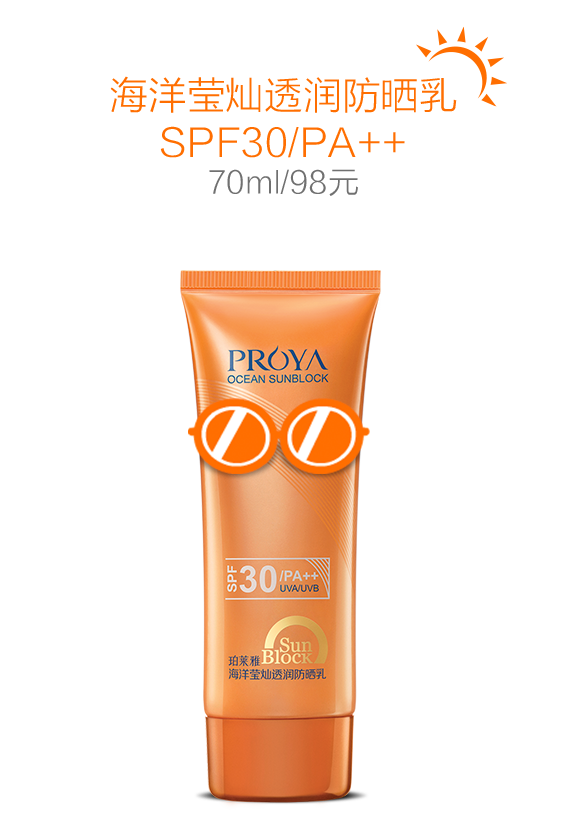 海洋莹灿透润防晒乳
SPF30/PA++
70ml/98元
PROYA
OCEAN SUNBLOCK
SPF 30 /PA++
UVA/UVB
Sun
Block
珀莱雅
海洋莹灿透润防晒乳